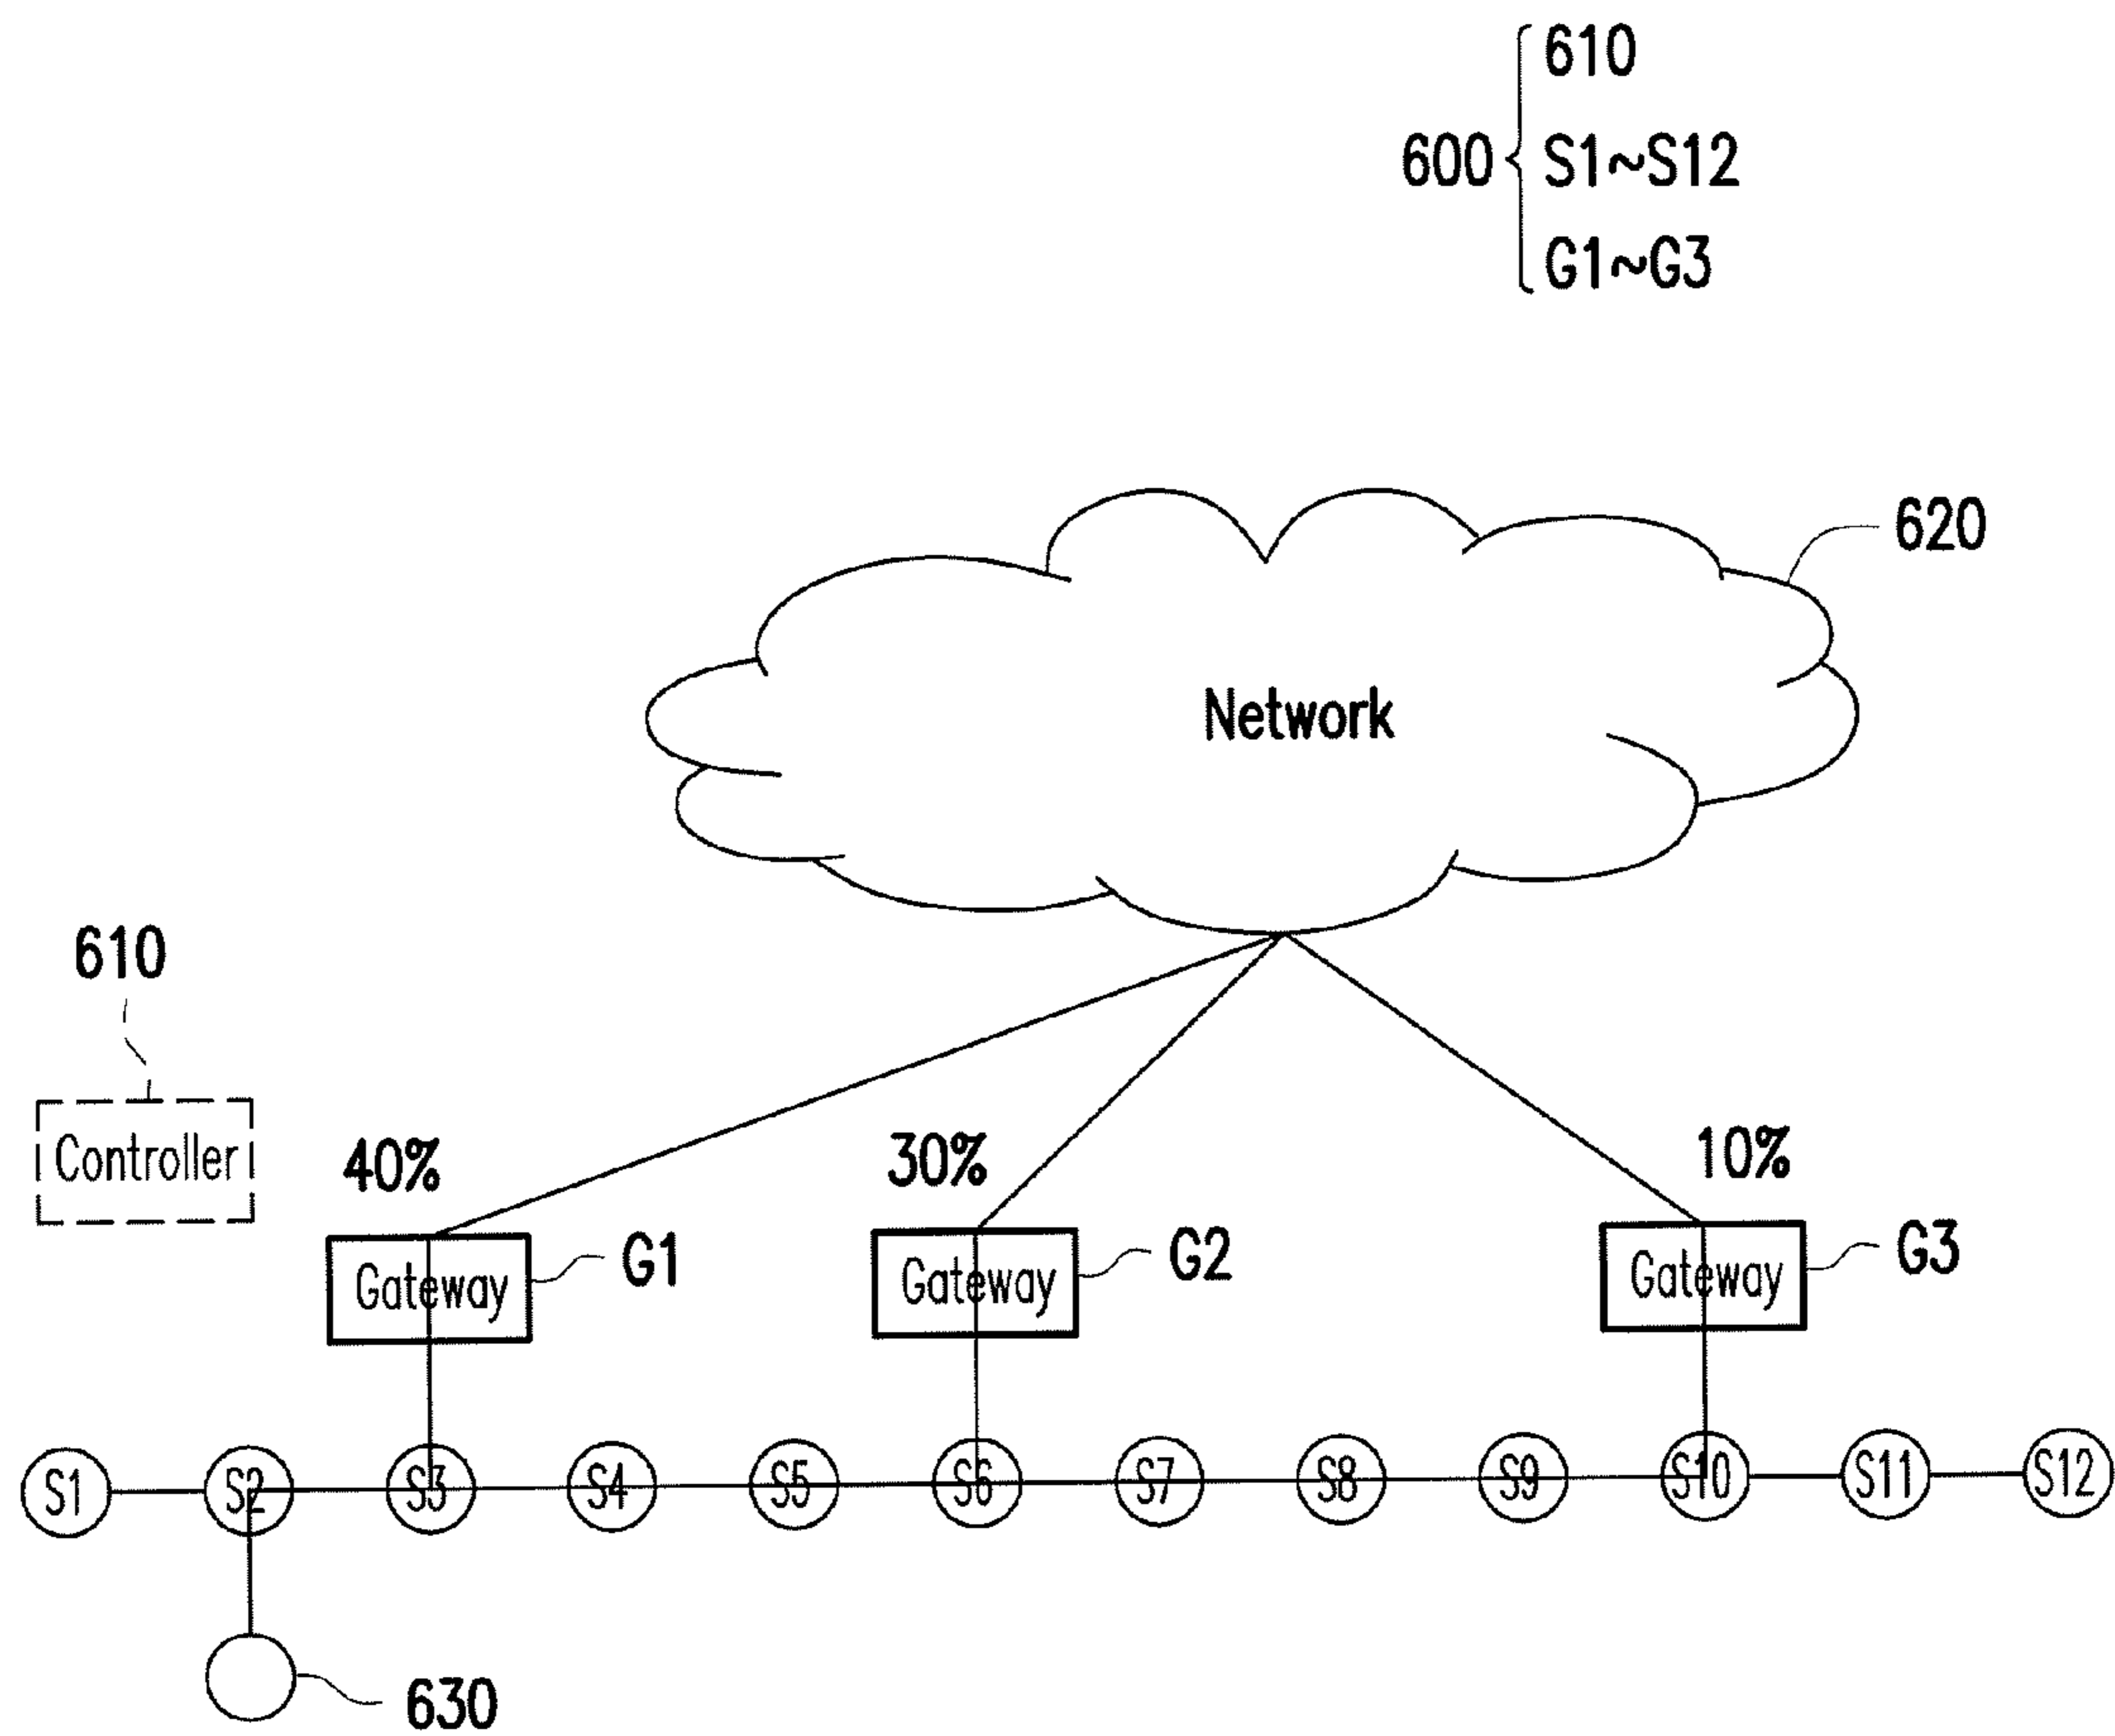 610
600
S1~S12
G1~G3
620
Network
610
Controller
40%
30%
10%
Gateway
G1
Gateway
G2
Gateway
G3
S1
S2
S3
S4
S5
S6
S7
S8
S9
S10
S11
S12
630